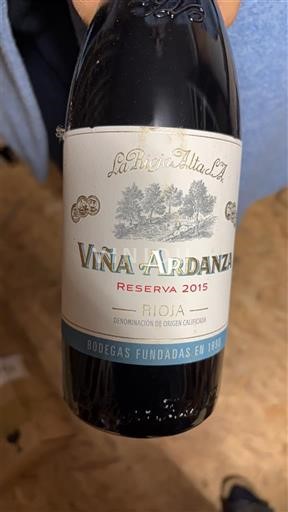 La Rioja Alta, S.A.
VIÑA ARDANZA
RESERVA 2015
RIOJA
DENOMINACIÓN DE ORIGEN CALIFICADA
BODEGAS FUNDADAS EN 1890